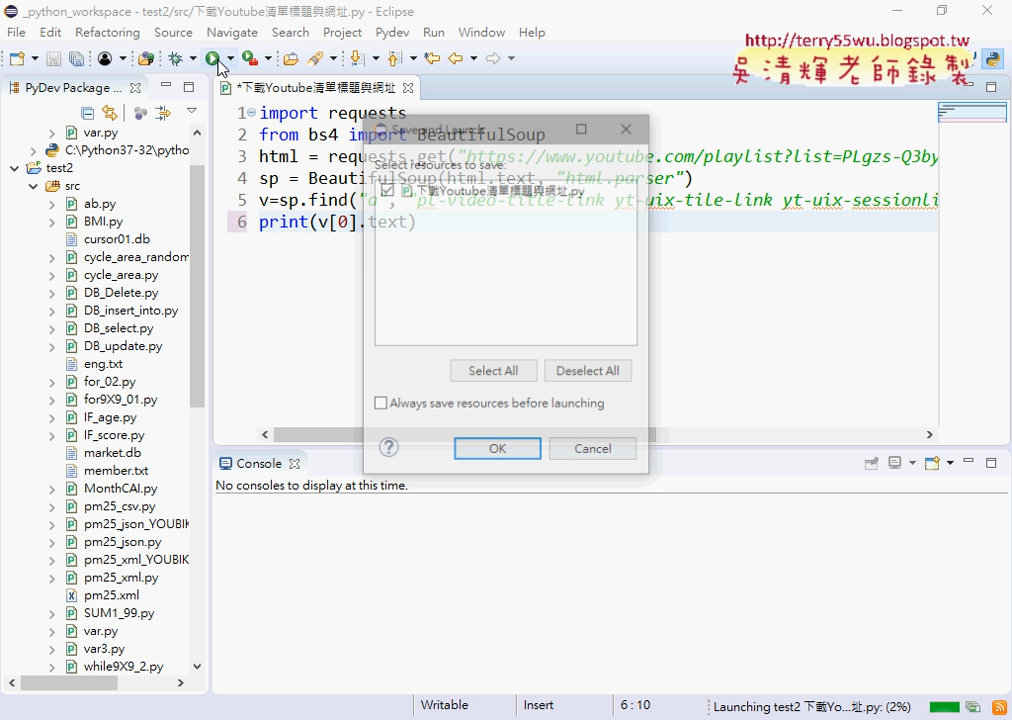 _python_workspace - test2/src/下載Youtube清單標題與網址.py - Eclipse
File Edit Refactoring Source Navigate Search Project Pydev Run Window Help
http://terry55wu.blogspot.tw
吳清輝老師錄製
PyDev Package ...
*下載Youtube清單標題與網址
var.py
C:\Python37-32\pytho
test2
src
ab.py
BMI.py
cursor01.db
cycle_area_random
cycle_area.py
DB_Delete.py
DB_insert_into.py
DB_select.py
DB_update.py
eng.txt
for_02.py
for9X9_01.py
IF_age.py
IF_score.py
market.db
member.txt
MonthCAl.py
pm25_csv.py
pm25_json_YOUBIK
pm25_json.py
pm25_xml_YOUBIK
pm25_xml.py
pm25.xml
SUM1_99.py
var.py
var3.py
while9X9_2.py
1 import requests
2 from bs4 import BeautifulSoup
3 html = requests.get("https://www.youtube.com/playlist?list=PLgzs-Q3by
4 sp = BeautifulSoup(html.text, "html.parser")
5 v=sp.find("a", "pl-video-title-link yt-uix-tile-link yt-uix-sessionli
6 print(v[0].text)
Save and Launch
Select resources to save:
下載Youtube清單標題與網址.py
Select All
Deselect All
Always save resources before launching
OK
Cancel
Console
No consoles to display at this time.
Writable Insert 6 : 10 Launching test2 下載Yo...址.py: (2%)